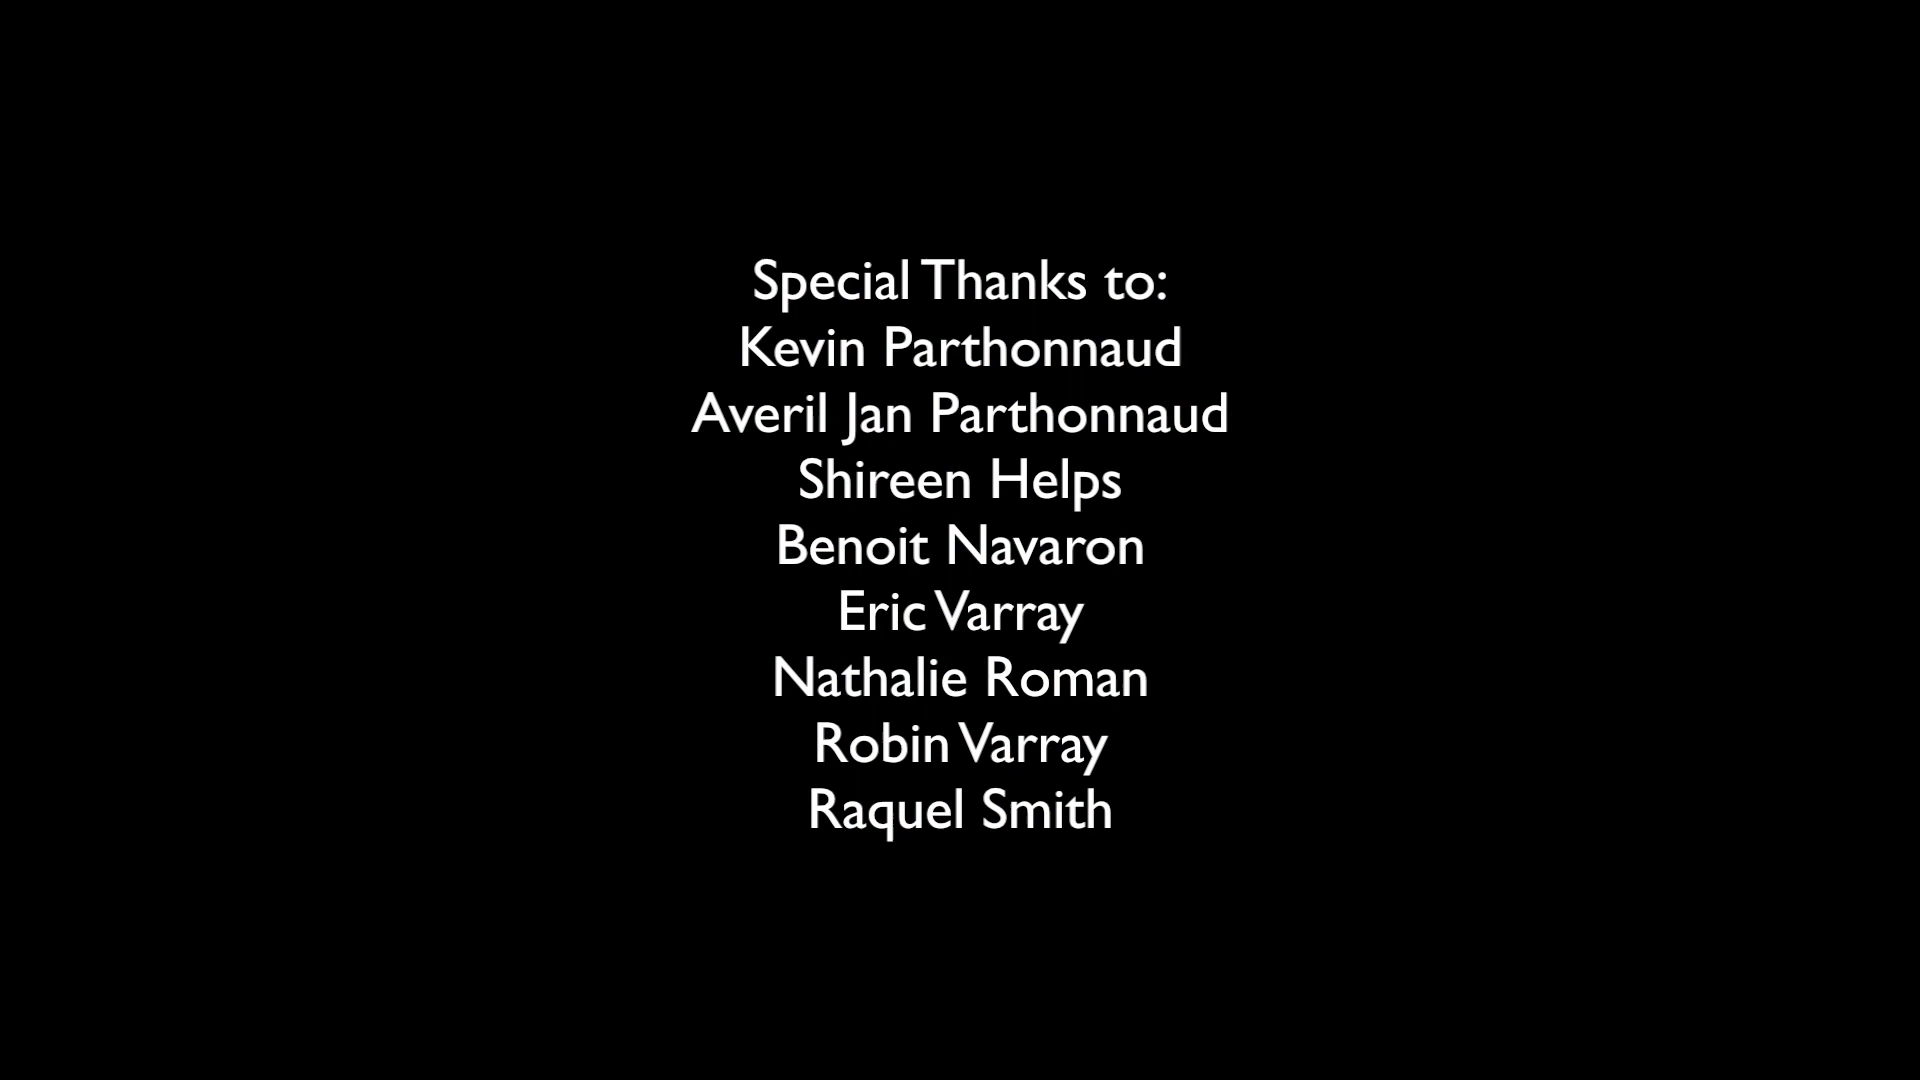 Special Thanks to:
Kevin Parthonnaud
Averil Jan Parthonnaud
Shireen Helps
Benoit Navaron
Eric Varray
Nathalie Roman
Robin Varray
Raquel Smith